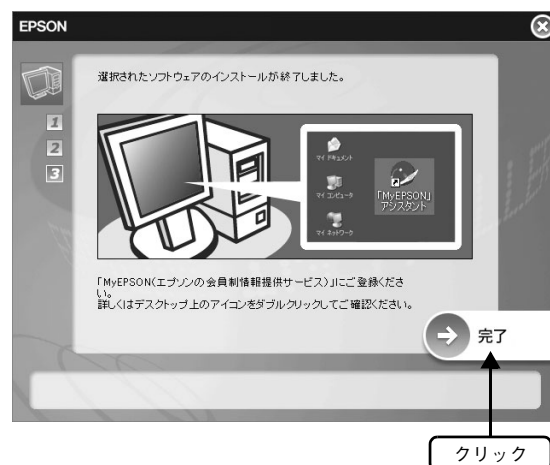 EPSON
選択されたソフトウェアのインストールが終了しました。
1
2
3
マイ ドキュメント
マイ コンピュータ
マイ ネットワーク
「MyEPSON」
アシスタント
「MyEPSON(エプソンの会員制情報提供サービス)」にご登録くださ
い。
詳しくはデスクトップ上のアイコンをダブルクリックしてご確認ください。
完了
クリック